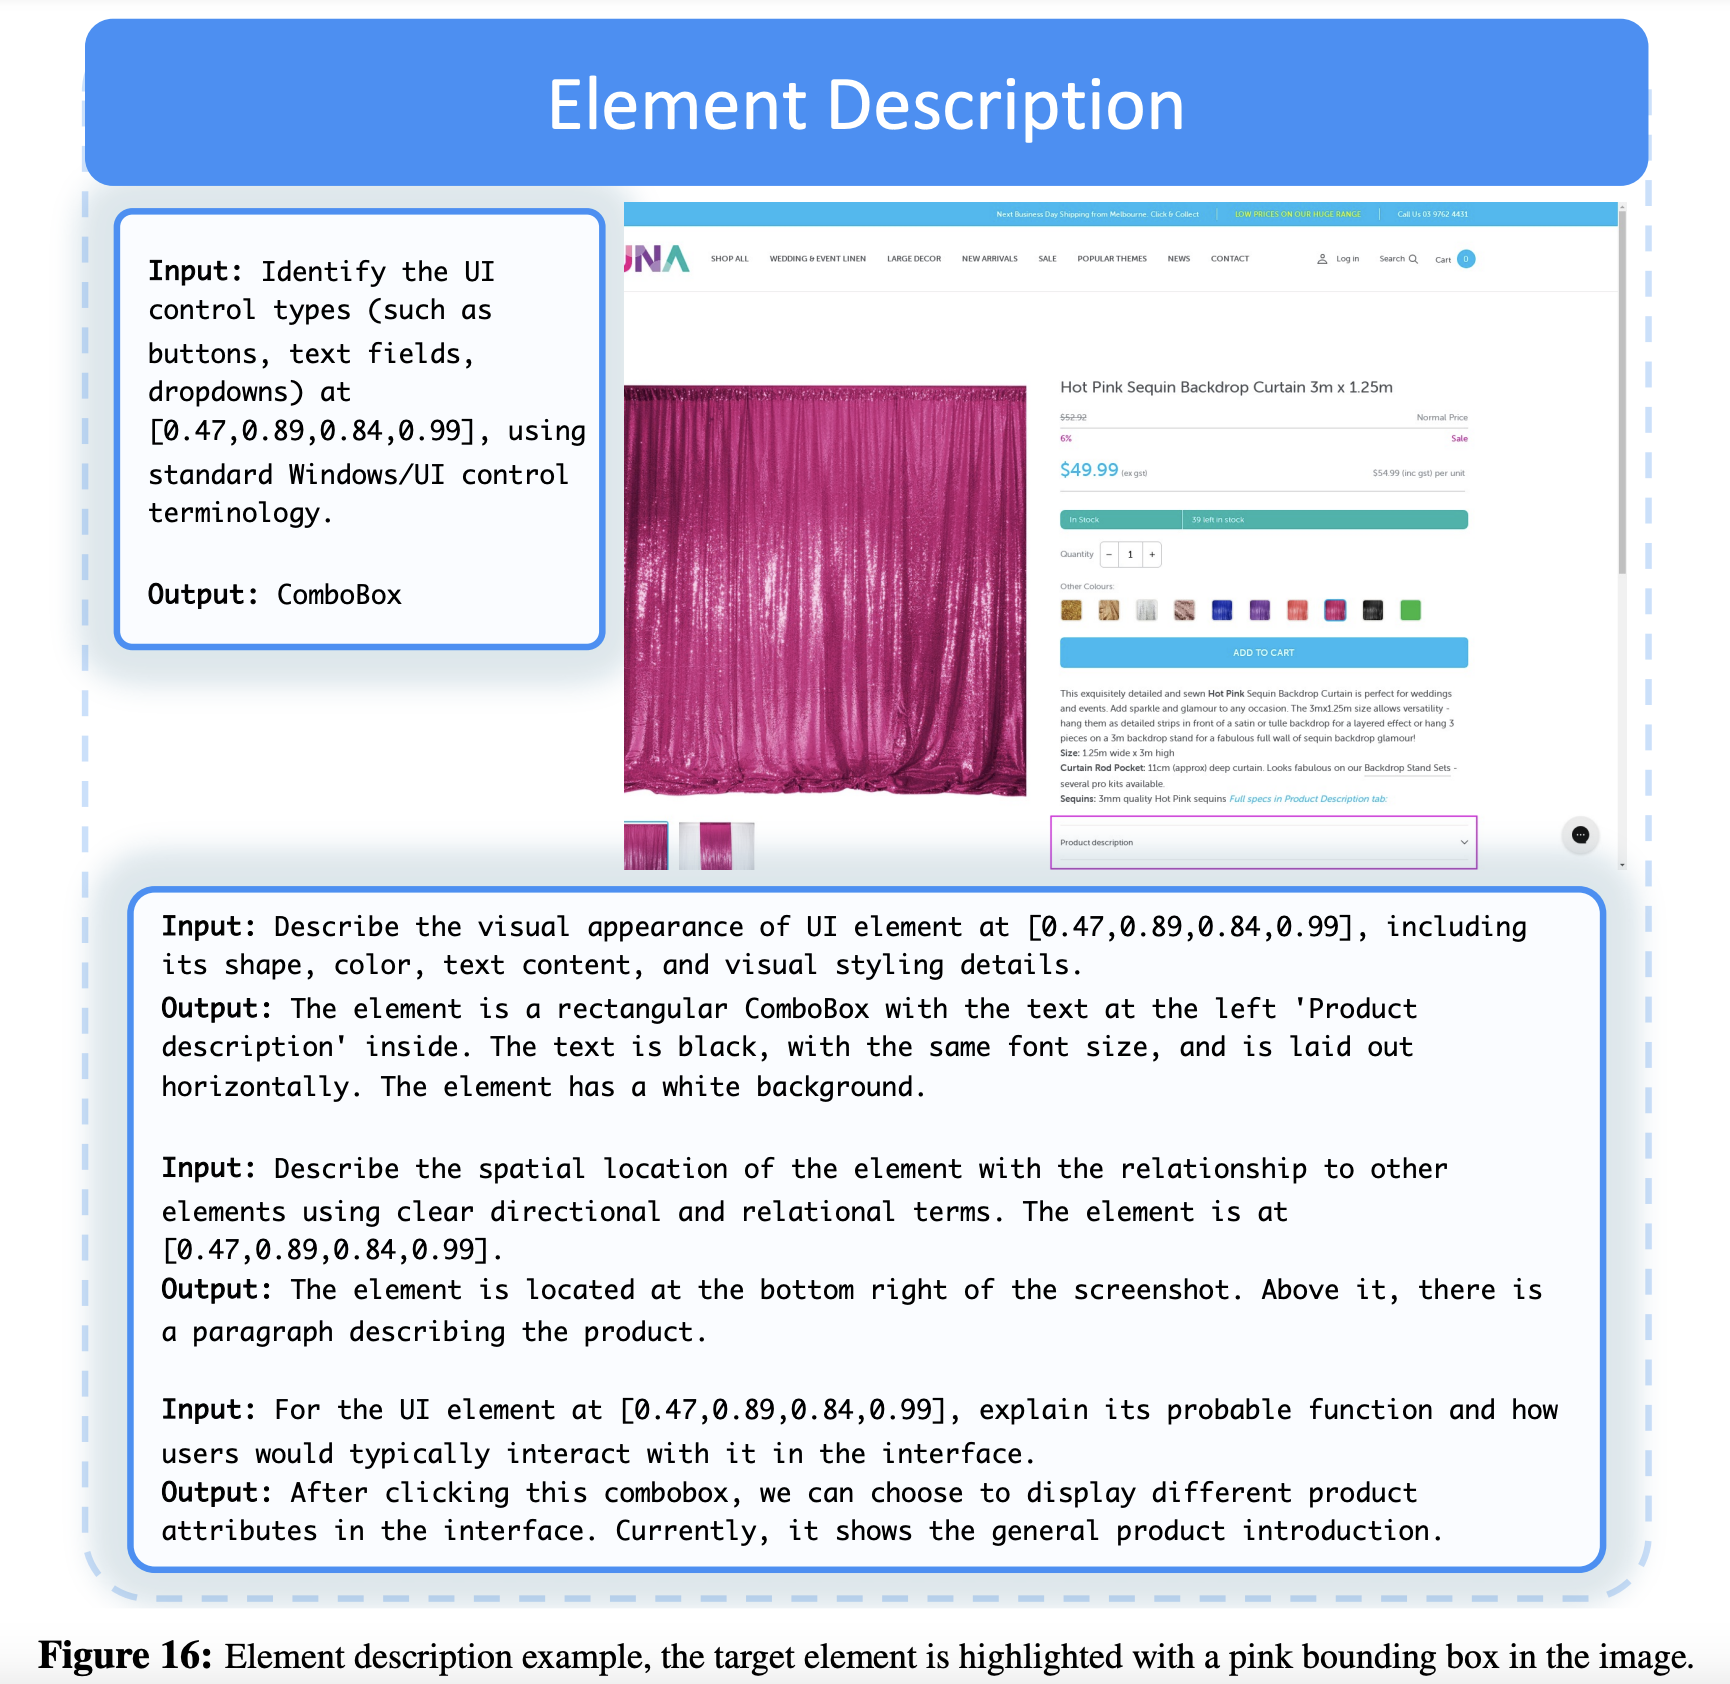 Element Description
Input: Identify the UI
control types (such as
buttons, text fields,
dropdowns) at
[0.47,0.89,0.84,0.99], using
standard Windows/UI control
terminology.
Output: ComboBox
Next Business Day Shipping from Melbourne. Click & Collect
LOW PRICES ON OUR HUGE RANGE
Call Us 03 9762 4431
UNA
SHOP ALL
WEDDING & EVENT LINEN
LARGE DECOR
NEW ARRIVALS
SALE
POPULAR THEMES
NEWS
CONTACT
Log in
Search
Cart
0
Hot Pink Sequin Backdrop Curtain 3m x 1.25m
$52.92
Normal Price
6%
Sale
$49.99 (ex gst)
$54.99 (inc gst) per unit
In Stock
39 left in stock
Quantity
−
1
+
Other Colours:
ADD TO CART
This exquisitely detailed and sewn Hot Pink Sequin Backdrop Curtain is perfect for weddings
and events. Add sparkle and glamour to any occasion. The 3mx1.25m size allows versatility -
hang them as detailed strips in front of a satin or tulle backdrop for a layered effect or hang 3
pieces on a 3m backdrop stand for a fabulous full wall of sequin backdrop glamour!
Size: 1.25m wide x 3m high
Curtain Rod Pocket: 11cm (approx) deep curtain. Looks fabulous on our Backdrop Stand Sets -
several pro kits available.
Sequins: 3mm quality Hot Pink sequins Full specs in Product Description tab:
Product description
Input: Describe the visual appearance of UI element at [0.47,0.89,0.84,0.99], including
its shape, color, text content, and visual styling details.
Output: The element is a rectangular ComboBox with the text at the left 'Product
description' inside. The text is black, with the same font size, and is laid out
horizontally. The element has a white background.
Input: Describe the spatial location of the element with the relationship to other
elements using clear directional and relational terms. The element is at
[0.47,0.89,0.84,0.99].
Output: The element is located at the bottom right of the screenshot. Above it, there is
a paragraph describing the product.
Input: For the UI element at [0.47,0.89,0.84,0.99], explain its probable function and how
users would typically interact with it in the interface.
Output: After clicking this combobox, we can choose to display different product
attributes in the interface. Currently, it shows the general product introduction.
Figure 16: Element description example, the target element is highlighted with a pink bounding box in the image.